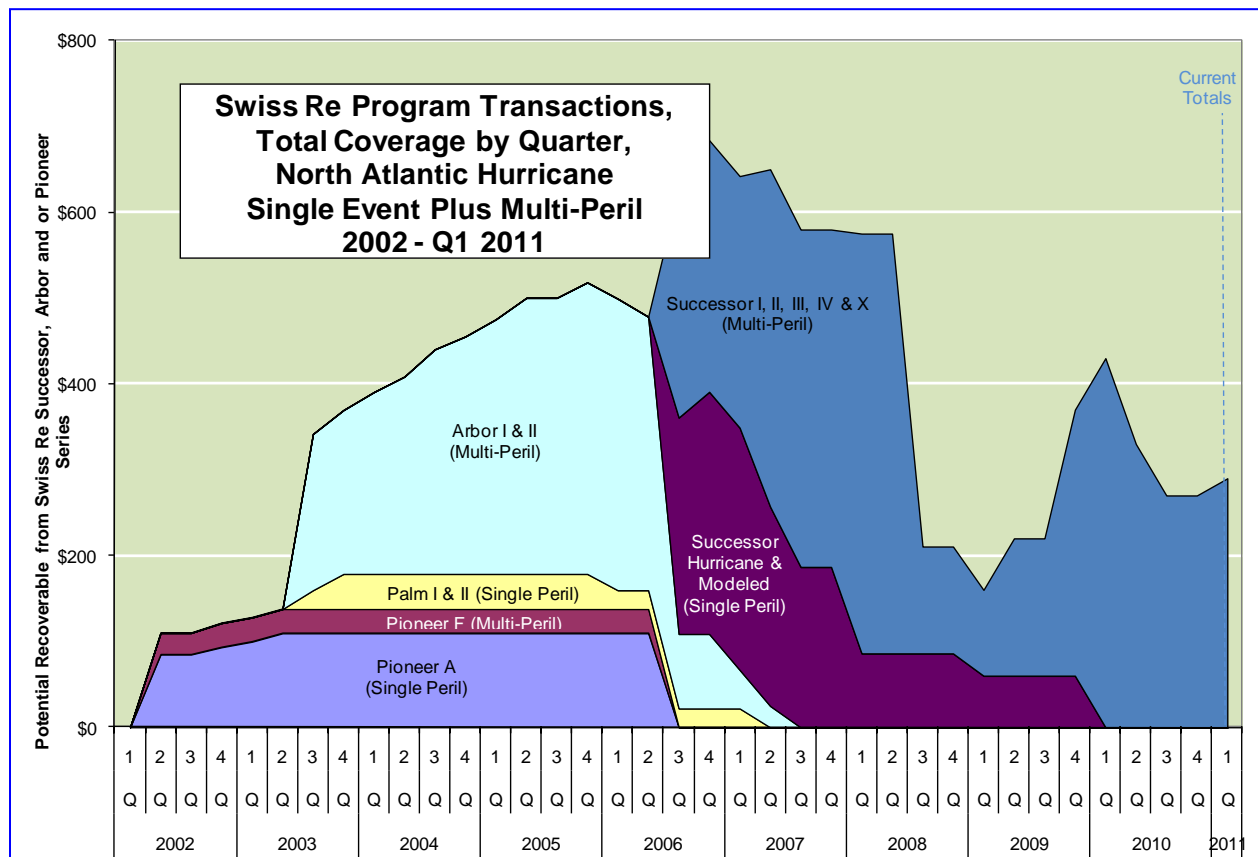 $800
$600
$400
$200
$0
Potential Recoverable from Swiss Re Successor, Arbor and or Pioneer
Series
Swiss Re Program Transactions,
Total Coverage by Quarter,
North Atlantic Hurricane
Single Event Plus Multi-Peril
2002 - Q1 2011
Current
Totals
Successor I, II, III, IV & X
(Multi-Peril)
Arbor I & II
(Multi-Peril)
Successor
Hurricane &
Modeled
(Single Peril)
Palm I & II (Single Peril)
Pioneer F (Multi-Peril)
Pioneer A
(Single Peril)
1 2 3 4 1 2 3 4 1 2 3 4 1 2 3 4 1 2 3 4 1 2 3 4 1 2 3 4 1 2 3 4 1 2 3 4 1
Q Q Q Q Q Q Q Q Q Q Q Q Q Q Q Q Q Q Q Q Q Q Q Q Q Q Q Q Q Q Q Q Q Q Q Q Q
2002 2003 2004 2005 2006 2007 2008 2009 2010 2011